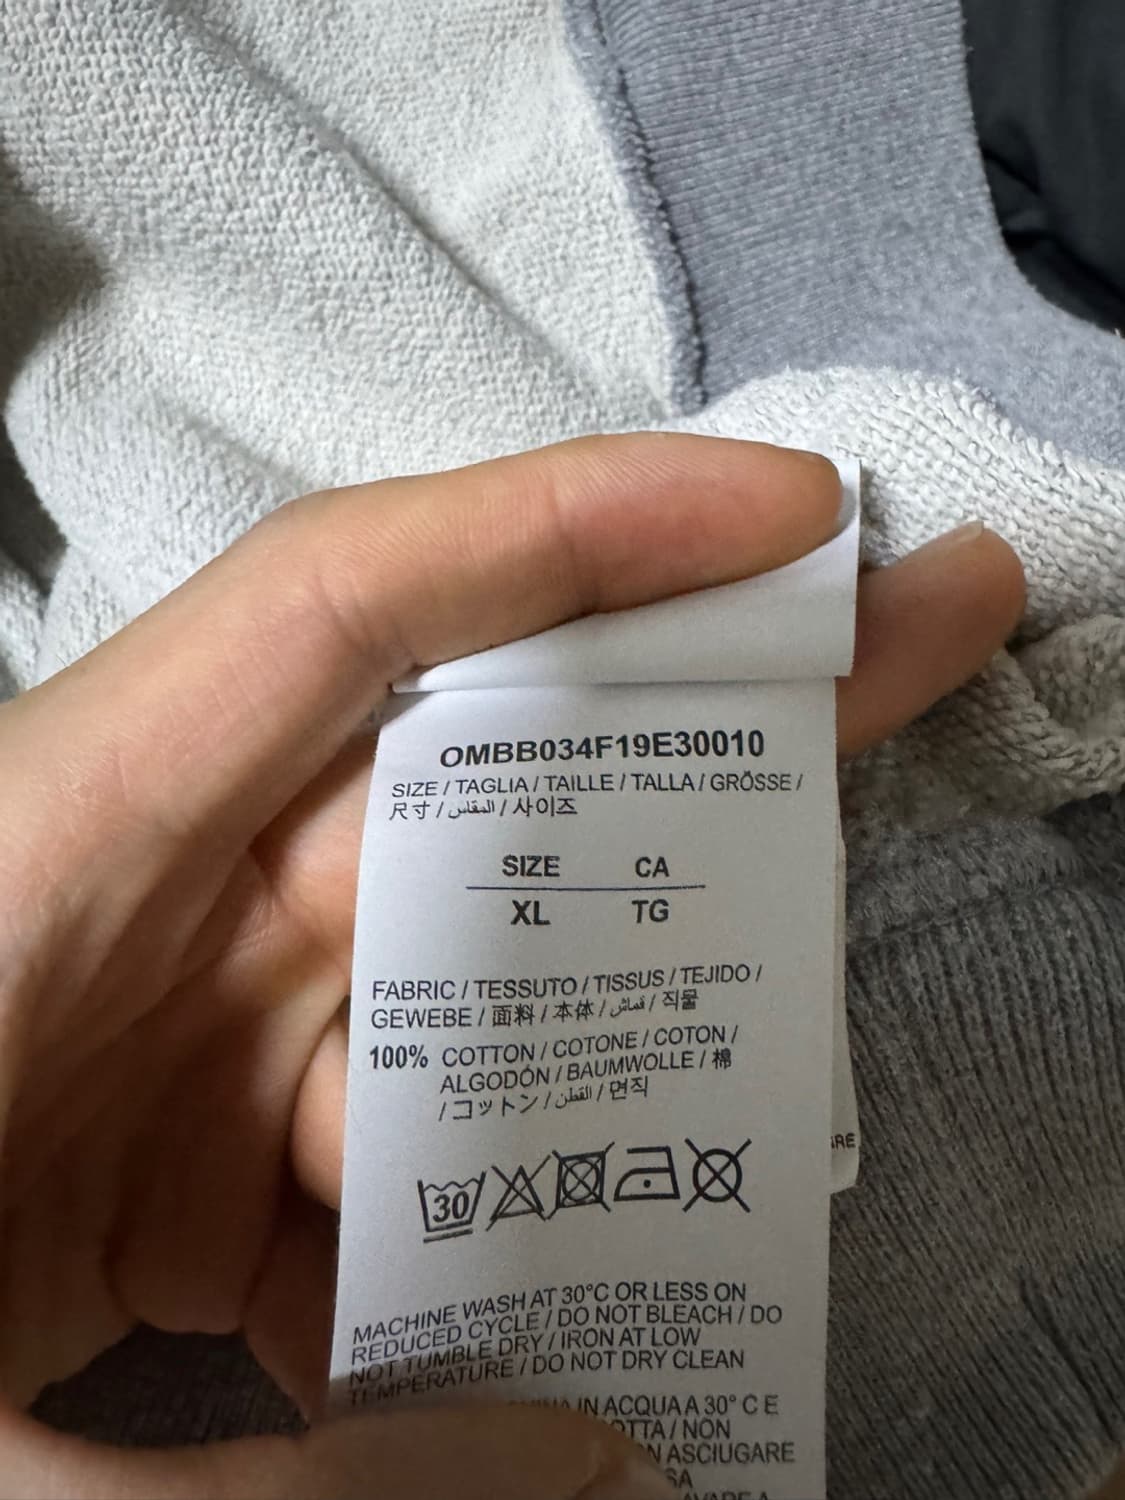 OMBB034F19E30010
SIZE / TAGLIA / TAILLE / TALLA / GRÖSSE /
尺寸 / المقاس / 사이즈
SIZE CA
XL TG
FABRIC / TESSUTO / TISSUS / TEJIDO /
GEWEBE / 面料 / 本体 / قماش / 직물
100% COTTON / COTONE / COTON /
ALGODÓN / BAUMWOLLE / 棉
/ コットン / القطن / 면직
30
MACHINE WASH AT 30°C OR LESS ON
REDUCED CYCLE / DO NOT BLEACH / DO
NOT TUMBLE DRY / IRON AT LOW
TEMPERATURE / DO NOT DRY CLEAN
IN ACQUA A 30° C E
/ NON
ASCIUGARE